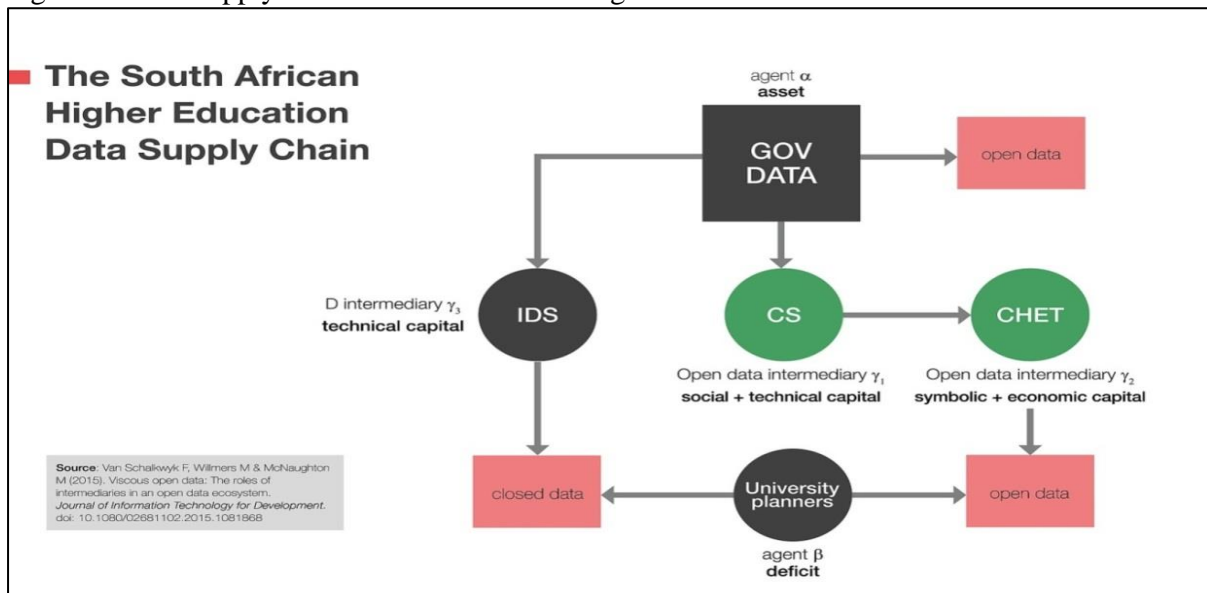 The South African
Higher Education
Data Supply Chain
agent α
asset
GOV
DATA
open data
D intermediary γ3
technical capital
IDS
CS
CHET
Open data intermediary γ1
social + technical capital
Open data intermediary γ2
symbolic + economic capital
Source: Van Schalkwyk F, Willmers M & McNaughton
M (2015). Viscous open data: The roles of
intermediaries in an open data ecosystem.
Journal of Information Technology for Development.
doi: 10.1080/02681102.2015.1081868
closed data
University
planners
open data
agent β
deficit